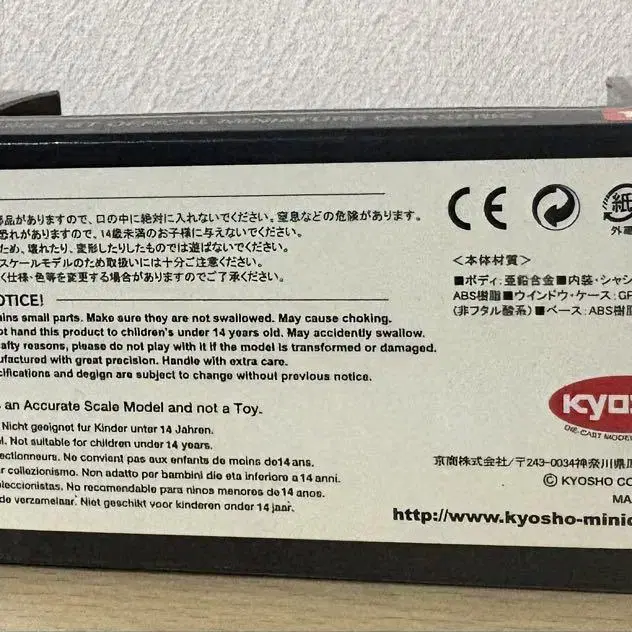 MINIATURE CAR SERIES
部品がありますので、口の中に絶対に入れないでください。窒息などの危険があります。
恐れがありますので、14歳未満のお子様に与えないでください。
ため、壊れたり、変形したりしたものでは遊ばないでください。
スケールモデルのため取扱いには十分ご注意ください。
く仕様・色等を変更する場合がありますのでご了承ください。
OTICE!
ains small parts. Make sure they are not swallowed. May cause choking.
ot hand this product to children's under 14 years old. May accidently swallow.
afty reasons, please do not play with it if the model is transformed or damaged.
ufactured with great precision. Handle with extra care.
cifications and design are subject to change without previous notice.
s an Accurate Scale Model and not a Toy.
Nicht geeignet fur Kinder unter 14 Jahren.
l. Not suitable for children under 14 years.
ectionneurs. Ne convient pas aux enfants de moins de14 ans.
r collezionismo. Non adatto per bambini die eta inferiore a 14 anni.
eleccionistas. No recomendable para ninos menores de 14 anos.
de verzamelaar. Niet geschikt voor kinderen onder 14 jaar.
CE
紙
外
<本体材質>
■ボディ:亜鉛合金■内装・シャシ
ABS樹脂■ウインドウ・ケース:GP
(非フタル酸系)■ベース:ABS樹脂
KYOS
DIE-CAST MODEL
京商株式会社/〒243-0034神奈川県厚
© KYOSHO CO
MA
http://www.kyosho-minic